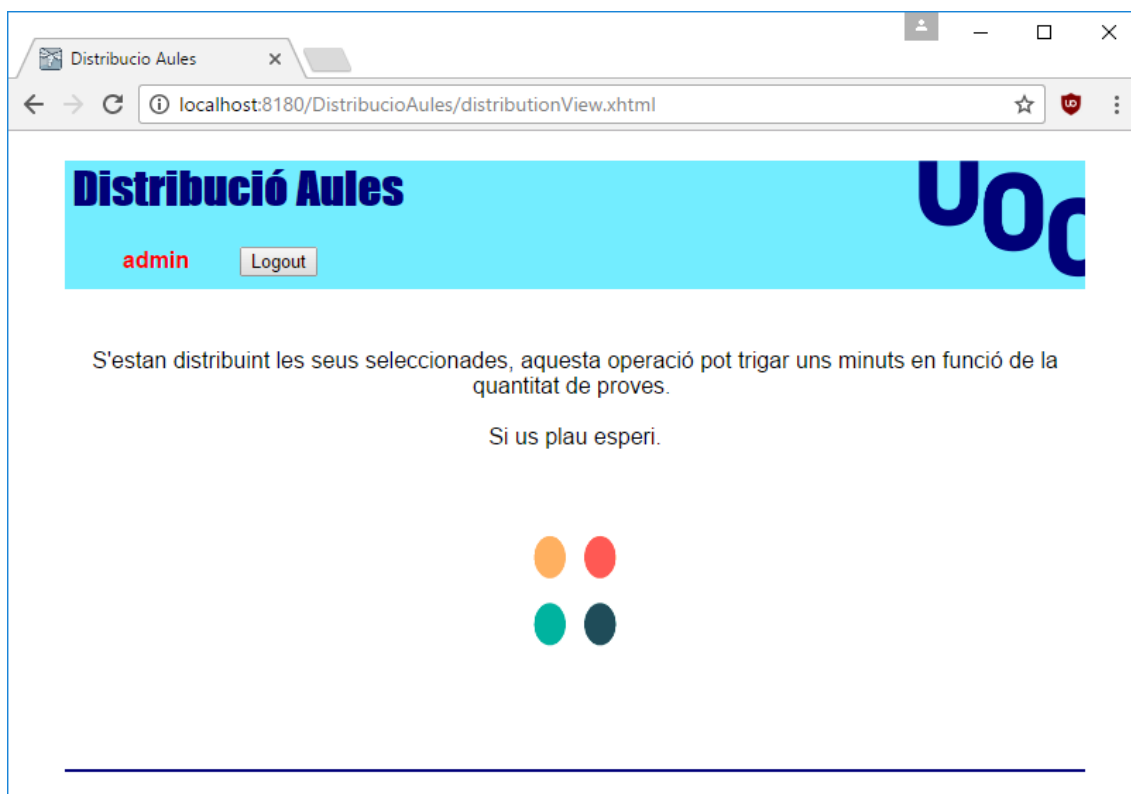 Distribucio Aules
localhost:8180/DistribucioAules/distributionView.xhtml
Distribució Aules
UOC
admin
Logout
S'estan distribuint les seus seleccionades, aquesta operació pot trigar uns minuts en funció de la
quantitat de proves.
Si us plau esperi.